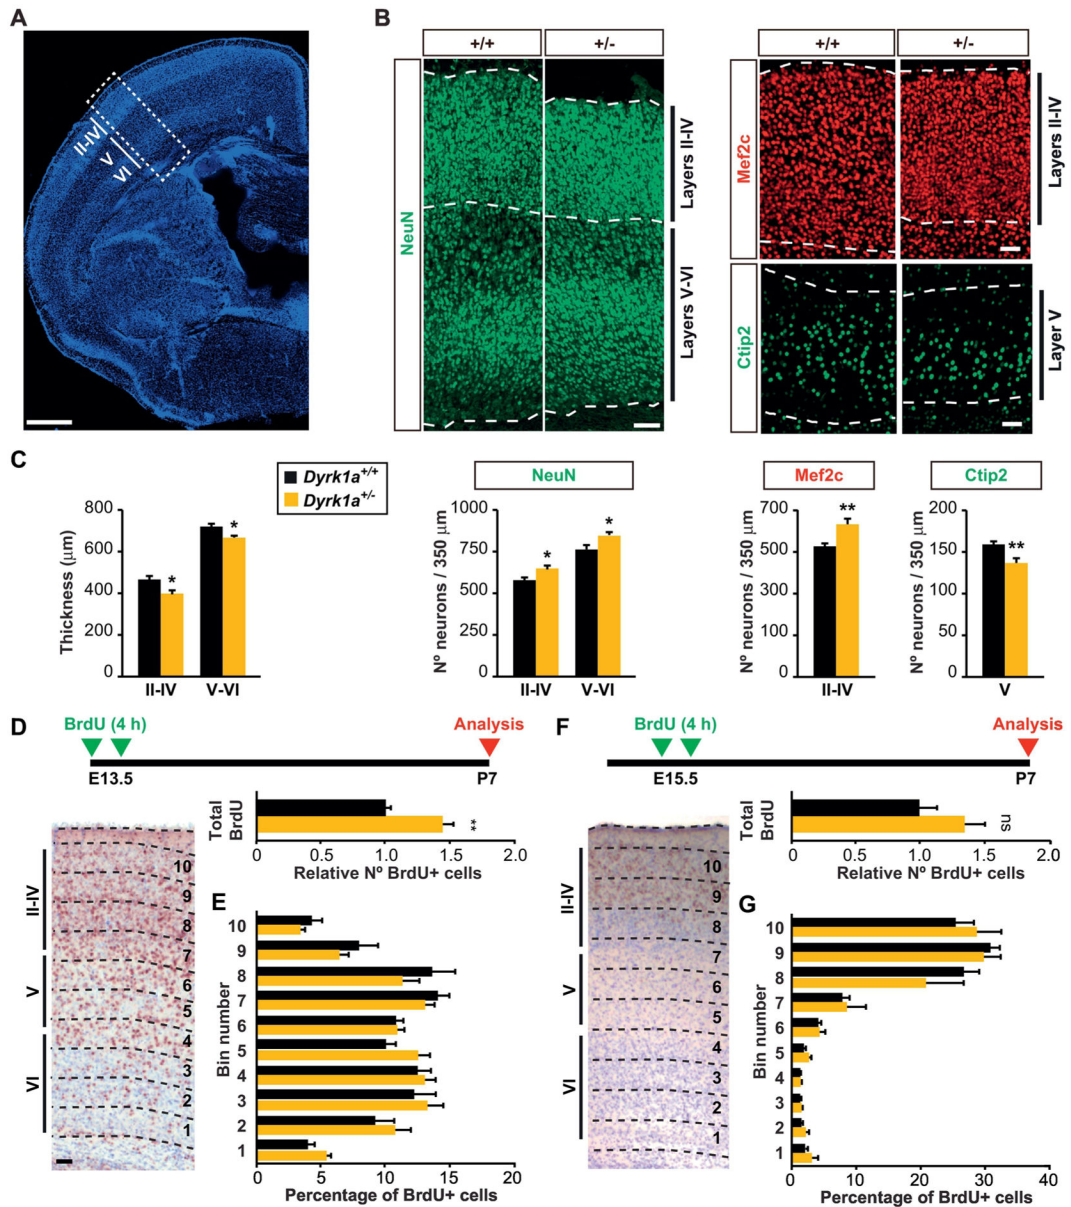 A
II-IV
V
VI
B
+/+
+/-
NeuN
Layers II-IV
Layers V-VI
+/+
+/-
Mef2c
Layers II-IV
Ctip2
Layer V
C
Dyrk1a+/+
Dyrk1a+/-
Thickness (µm)
800
600
400
200
0
*
*
II-IV
V-VI
NeuN
Nº neurons / 350 µm
1000
750
500
250
0
*
*
II-IV
V-VI
Mef2c
Nº neurons / 350 µm
700
500
300
100
0
**
II-IV
Ctip2
Nº neurons / 350 µm
200
150
100
50
0
**
V
D
BrdU (4 h)
Analysis
E13.5
P7
Total
BrdU
**
0
0.5
1.0
1.5
2.0
Relative Nº BrdU+ cells
II-IV
V
VI
10
9
8
7
6
5
4
3
2
1
E
Bin number
10
9
8
7
6
5
4
3
2
1
0
5
10
15
20
Percentage of BrdU+ cells
F
BrdU (4 h)
Analysis
E15.5
P7
Total
BrdU
ns
0
0.5
1.0
1.5
2.0
Relative Nº BrdU+ cells
II-IV
V
VI
10
9
8
7
6
5
4
3
2
1
G
Bin number
10
9
8
7
6
5
4
3
2
1
0
10
20
30
40
Percentage of BrdU+ cells